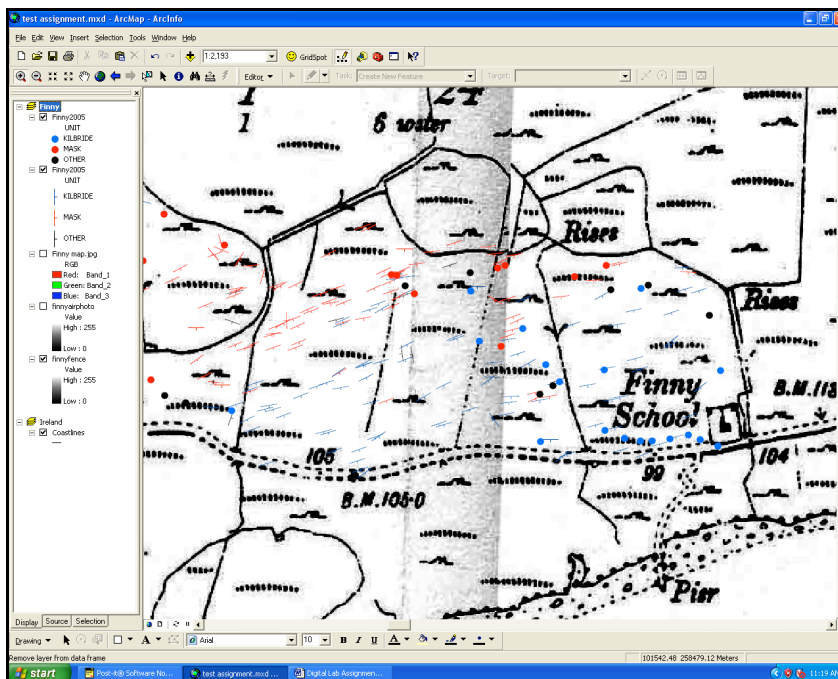 test assignment.mxd - ArcMap - ArcInfo
File Edit View Insert Selection Tools Window Help
1:2,193 GridSpot
Editor Task: Create New Feature Target:
Finny
Finny2005
UNIT
KILBRIDE
MASK
OTHER
Finny2005
UNIT
KILBRIDE
MASK
OTHER
Finny map.jpg
RGB
Red: Band_1
Green: Band_2
Blue: Band_3
finnyairphoto
Value
High : 255
Low : 0
finnyfence
Value
High : 255
Low : 0
Ireland
Coastlines
24
1
Rises
Rises
Finny
School
B.M.113
105
B.M.105·0
99
104
Pier
Display Source Selection
Drawing A Arial 10 B I U A
Remove layer from data frame
101542.48 258479.12 Meters
start Post-it® Software No... test assignment.mxd ... Digital Lab Assignmen... 11:19 AM